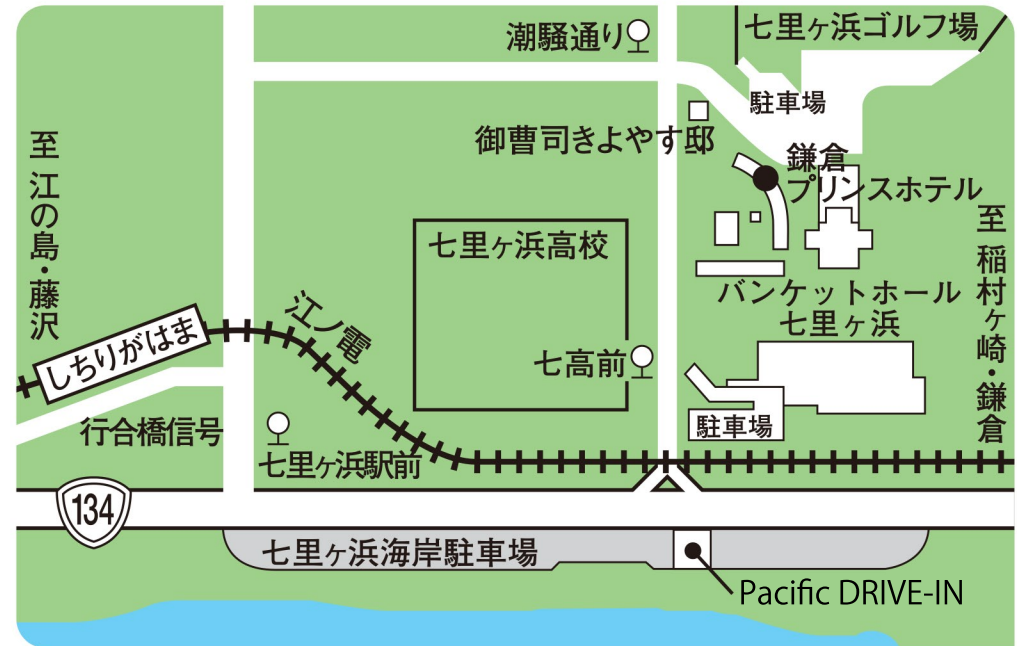 潮騒通り
七里ヶ浜ゴルフ場
駐車場
御曹司きよやす邸
鎌倉
プリンスホテル
至 江の島・藤沢
至 稲村ヶ崎・鎌倉
七里ヶ浜高校
バンケットホール
七里ヶ浜
江ノ電
しちりがはま
七高前
駐車場
行合橋信号
七里ヶ浜駅前
134
七里ヶ浜海岸駐車場
Pacific DRIVE-IN